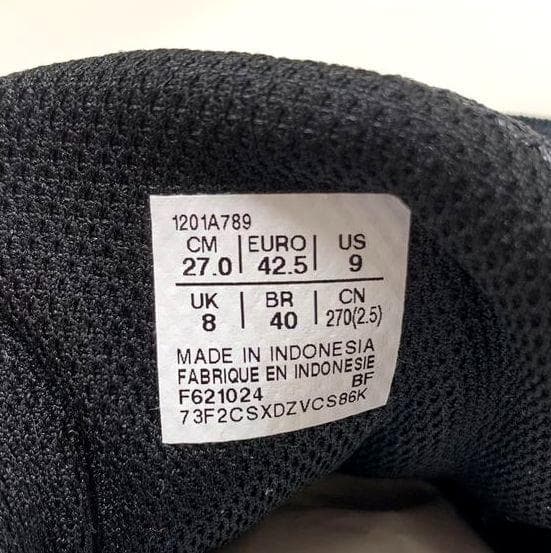 1201A789
CM | EURO | US
27.0 | 42.5 | 9
UK | BR | CN
8 | 40 | 270(2.5)
MADE IN INDONESIA
FABRIQUE EN INDONESIE
F621024 BF
73F2CSXDZVCS86K